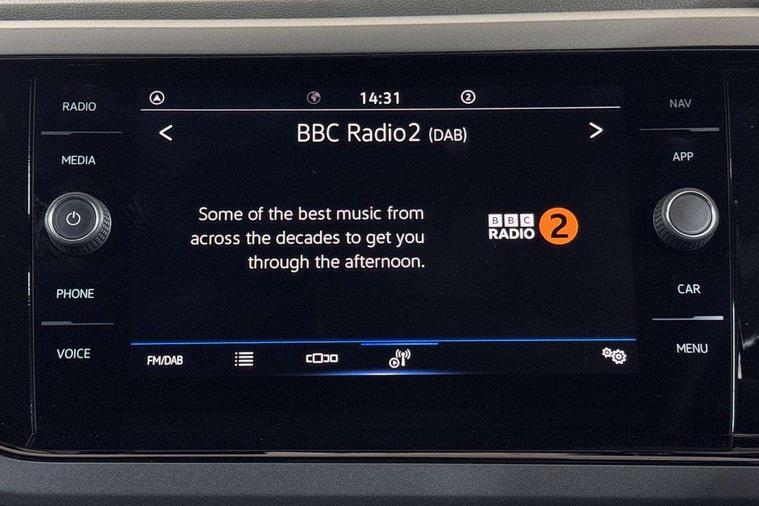 RADIO
MEDIA
PHONE
VOICE
14:31
2
< BBC Radio2 (DAB) >
Some of the best music from
across the decades to get you
through the afternoon.
BBC
RADIO 2
FM/DAB
NAV
APP
CAR
MENU